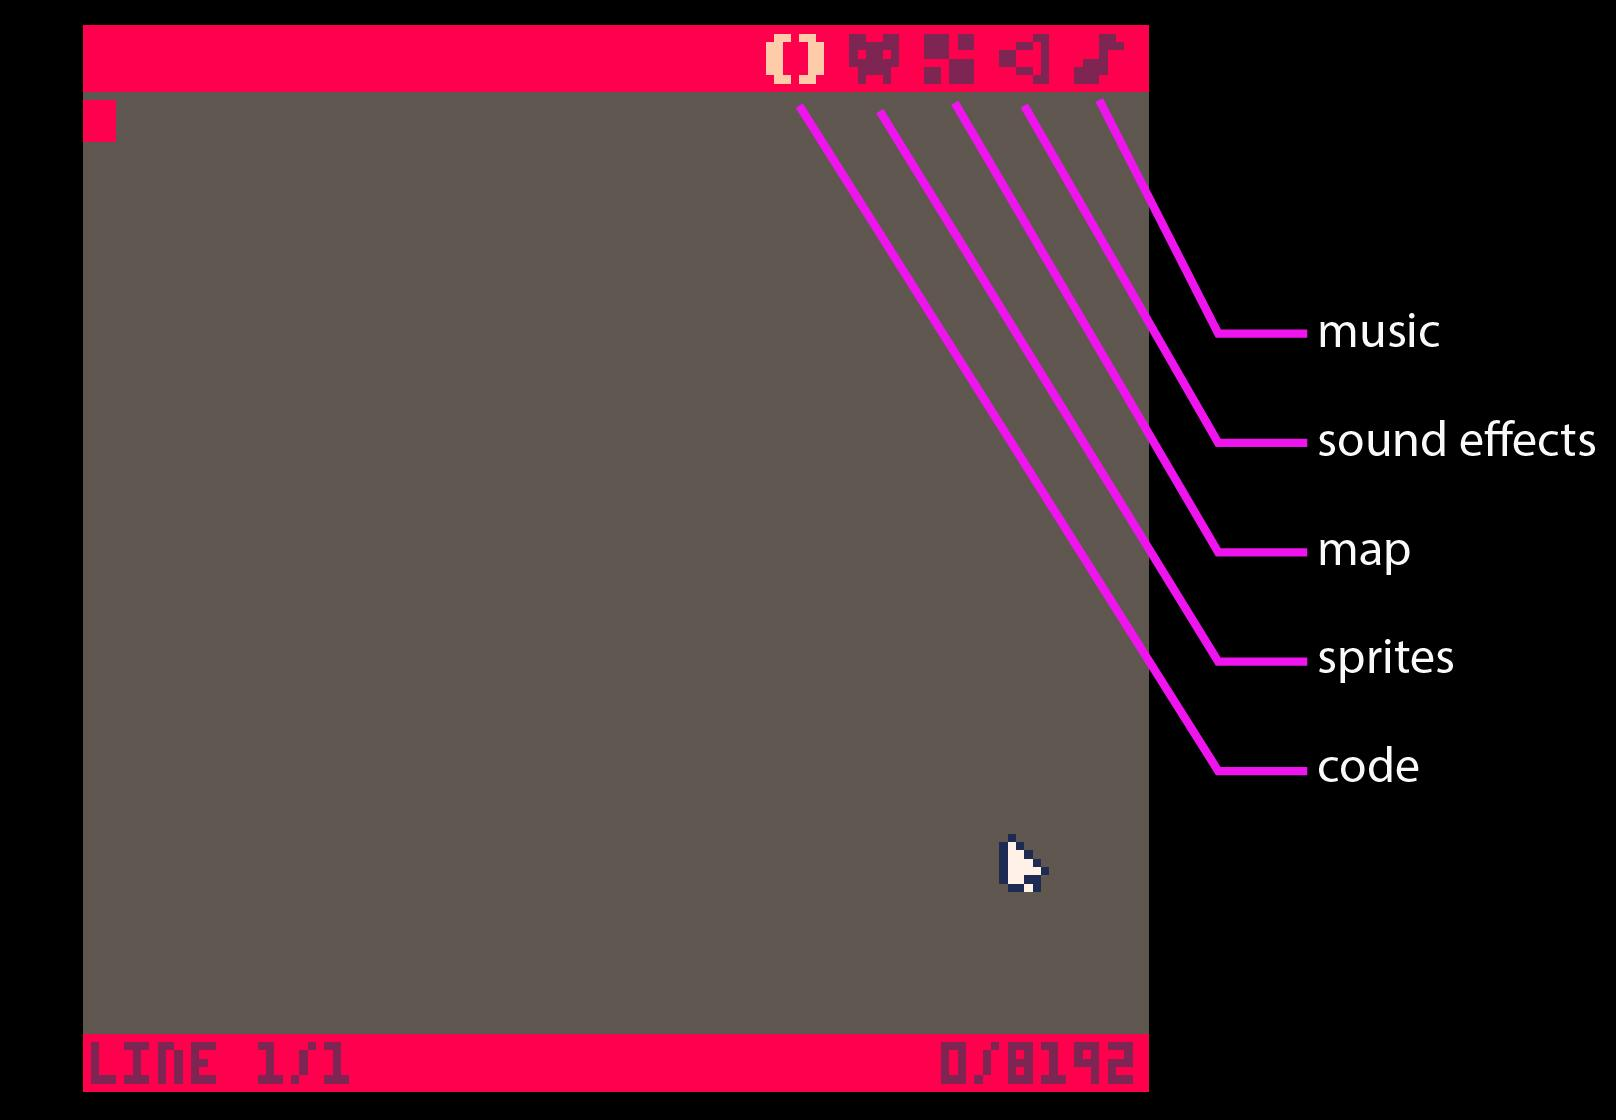 ()
music
sound effects
map
sprites
code
LINE 1/1
0/8192